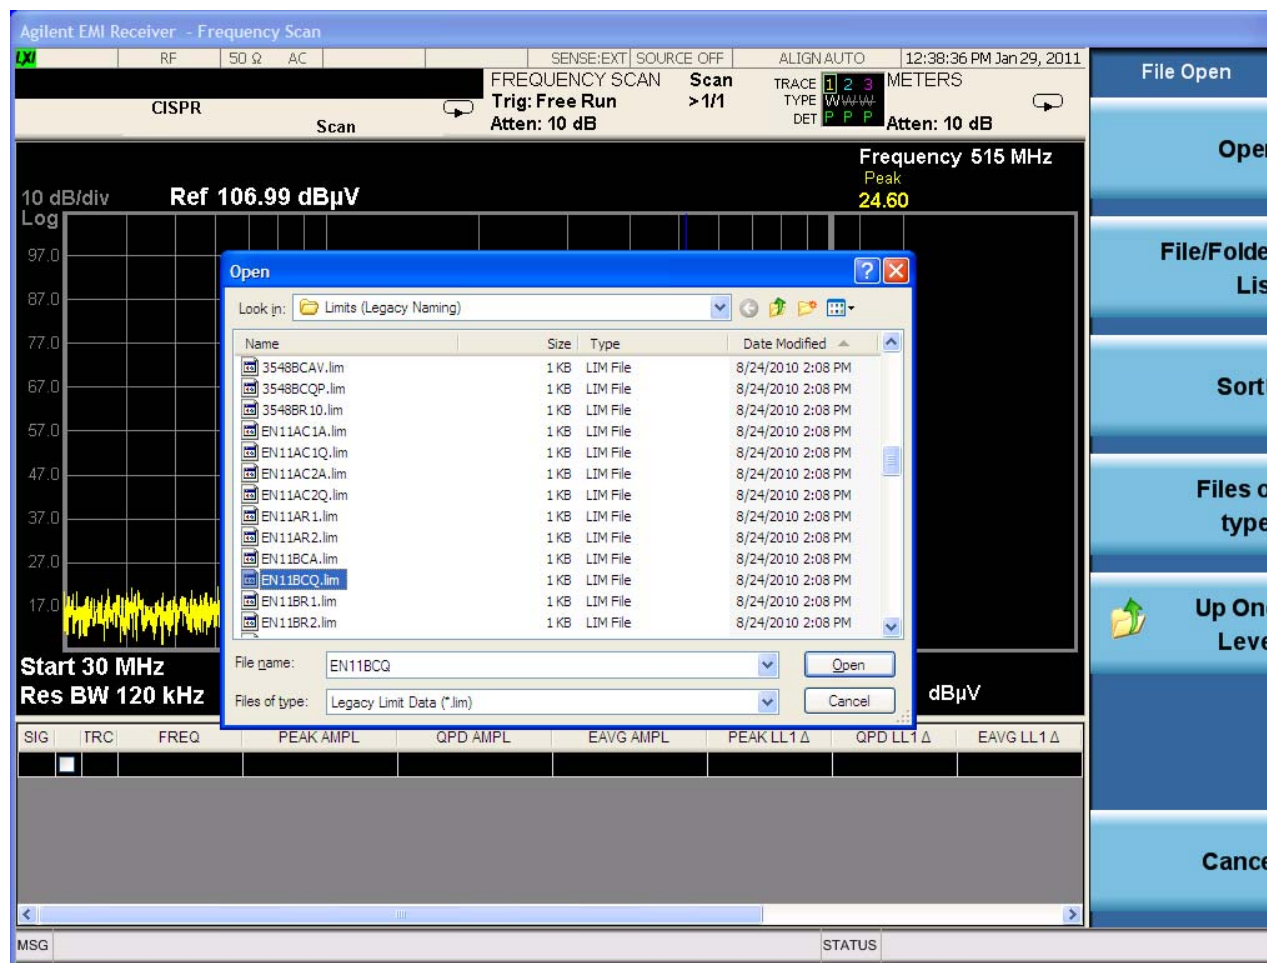 Agilent EMI Receiver - Frequency Scan
LXI RF 50 Ω AC SENSE:EXT SOURCE OFF ALIGN AUTO 12:38:36 PM Jan 29, 2011
CISPR
Scan
FREQUENCY SCAN Scan
Trig: Free Run >1/1
Atten: 10 dB
TRACE 1 2 3
TYPE W W W
DET P P P
METERS
Atten: 10 dB
Frequency 515 MHz
Peak
24.60
10 dB/div Ref 106.99 dBµV
Log
97.0
87.0
77.0
67.0
57.0
47.0
37.0
27.0
17.0
Open
Look in: Limits (Legacy Naming)
Name Size Type Date Modified
3548BCAV.lim 1 KB LIM File 8/24/2010 2:08 PM
3548BCQP.lim 1 KB LIM File 8/24/2010 2:08 PM
3548BR10.lim 1 KB LIM File 8/24/2010 2:08 PM
EN11AC1A.lim 1 KB LIM File 8/24/2010 2:08 PM
EN11AC1Q.lim 1 KB LIM File 8/24/2010 2:08 PM
EN11AC2A.lim 1 KB LIM File 8/24/2010 2:08 PM
EN11AC2Q.lim 1 KB LIM File 8/24/2010 2:08 PM
EN11AR1.lim 1 KB LIM File 8/24/2010 2:08 PM
EN11AR2.lim 1 KB LIM File 8/24/2010 2:08 PM
EN11BCA.lim 1 KB LIM File 8/24/2010 2:08 PM
EN11BCQ.lim 1 KB LIM File 8/24/2010 2:08 PM
EN11BR1.lim 1 KB LIM File 8/24/2010 2:08 PM
EN11BR2.lim 1 KB LIM File 8/24/2010 2:08 PM
File name: EN11BCQ Open
Files of type: Legacy Limit Data (*.lim) Cancel
Start 30 MHz
Res BW 120 kHz dBµV
SIG TRC FREQ PEAK AMPL QPD AMPL EAVG AMPL PEAK LL1 Δ QPD LL1 Δ EAVG LL1 Δ
MSG STATUS
File Open
Ope
File/Folde
Lis
Sort
Files o
type
Up On
Leve
Cance